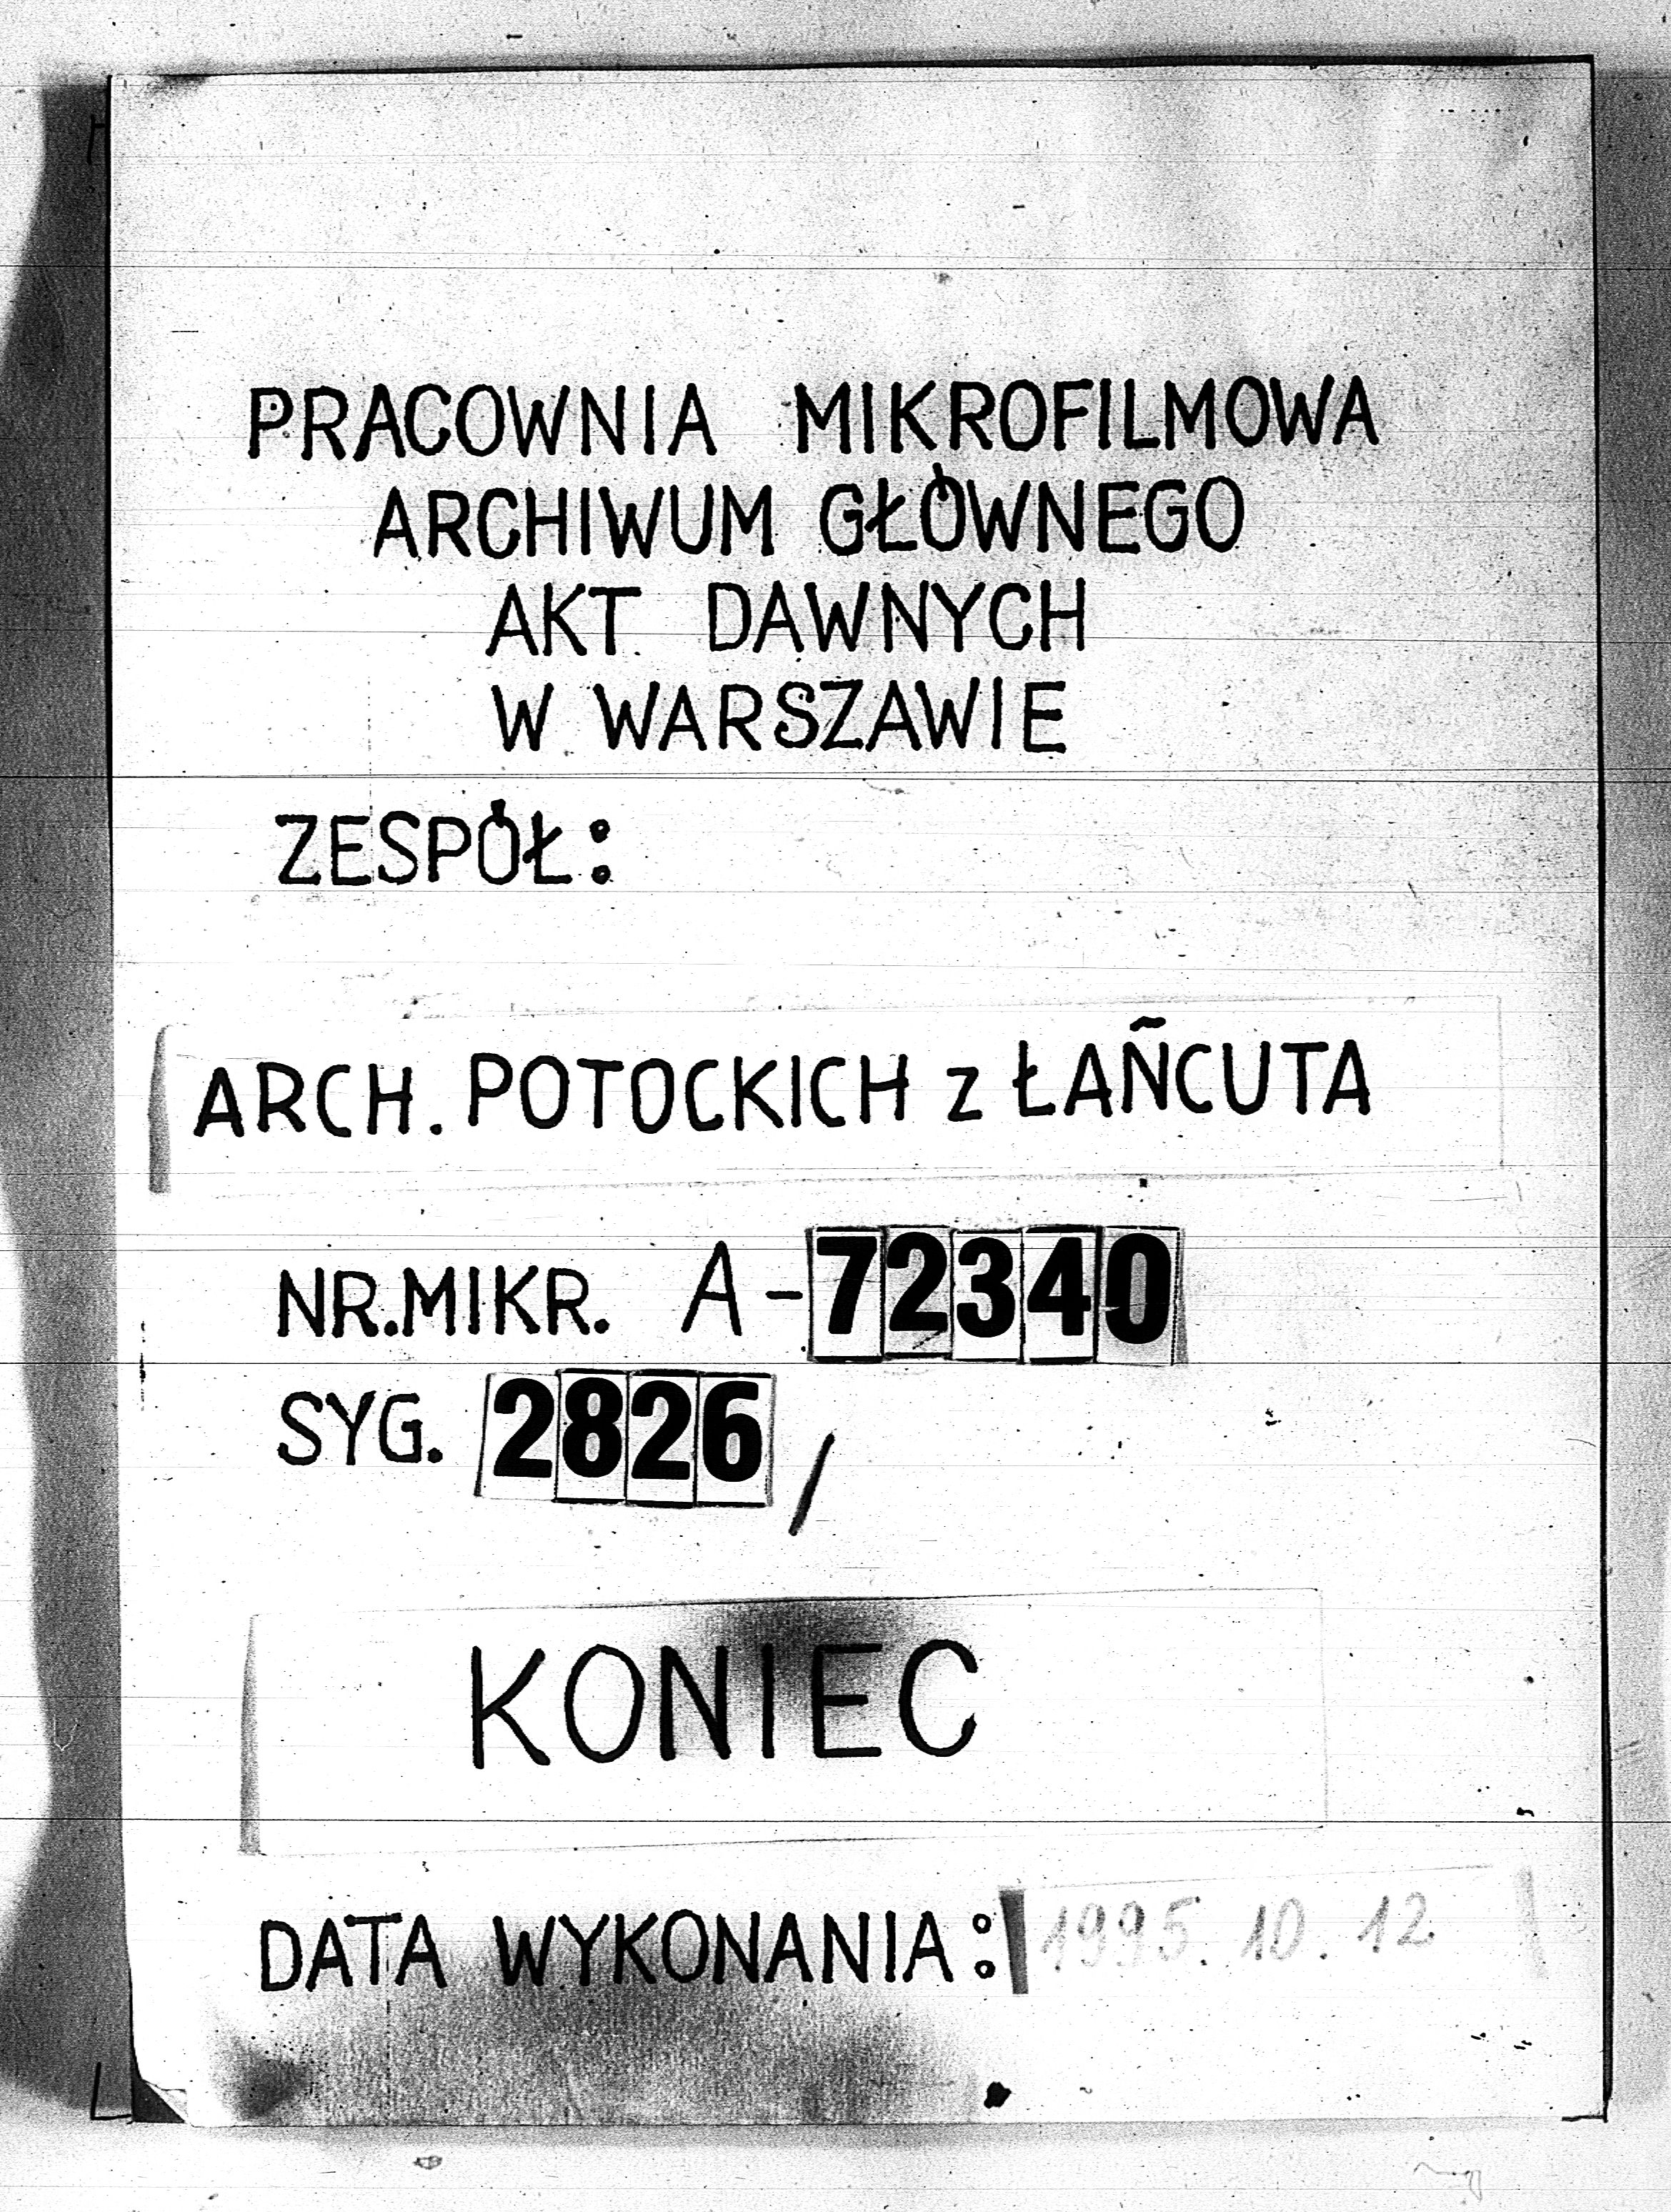 PRACOWNIA MIKROFILMOWA
ARCHIWUM GŁÓWNEGO
AKT DAWNYCH
W WARSZAWIE
ZESPÓŁ:
ARCH. POTOCKICH z ŁAŃCUTA
NR.MIKR. A-72340
SYG. 2826/
KONIEC
DATA WYKONANIA: 1995.10.12